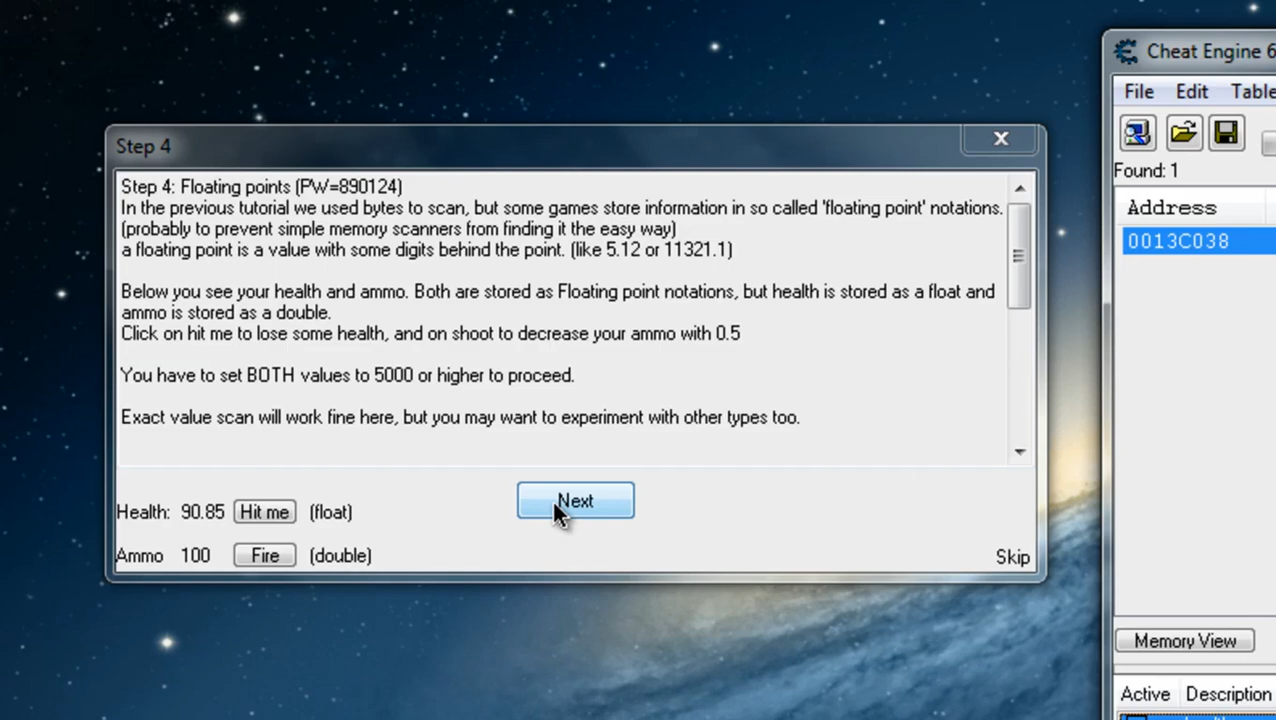 Step 4
Step 4: Floating points (PW=890124)
In the previous tutorial we used bytes to scan, but some games store information in so called 'floating point' notations.
(probably to prevent simple memory scanners from finding it the easy way)
a floating point is a value with some digits behind the point. (like 5.12 or 11321.1)
Below you see your health and ammo. Both are stored as Floating point notations, but health is stored as a float and
ammo is stored as a double.
Click on hit me to lose some health, and on shoot to decrease your ammo with 0.5
You have to set BOTH values to 5000 or higher to proceed.
Exact value scan will work fine here, but you may want to experiment with other types too.
Next
Health: 90.85 Hit me (float)
Ammo 100 Fire (double)
Skip
Cheat Engine 6
File Edit Table
Found: 1
Address
0013C038
Memory View
Active Description